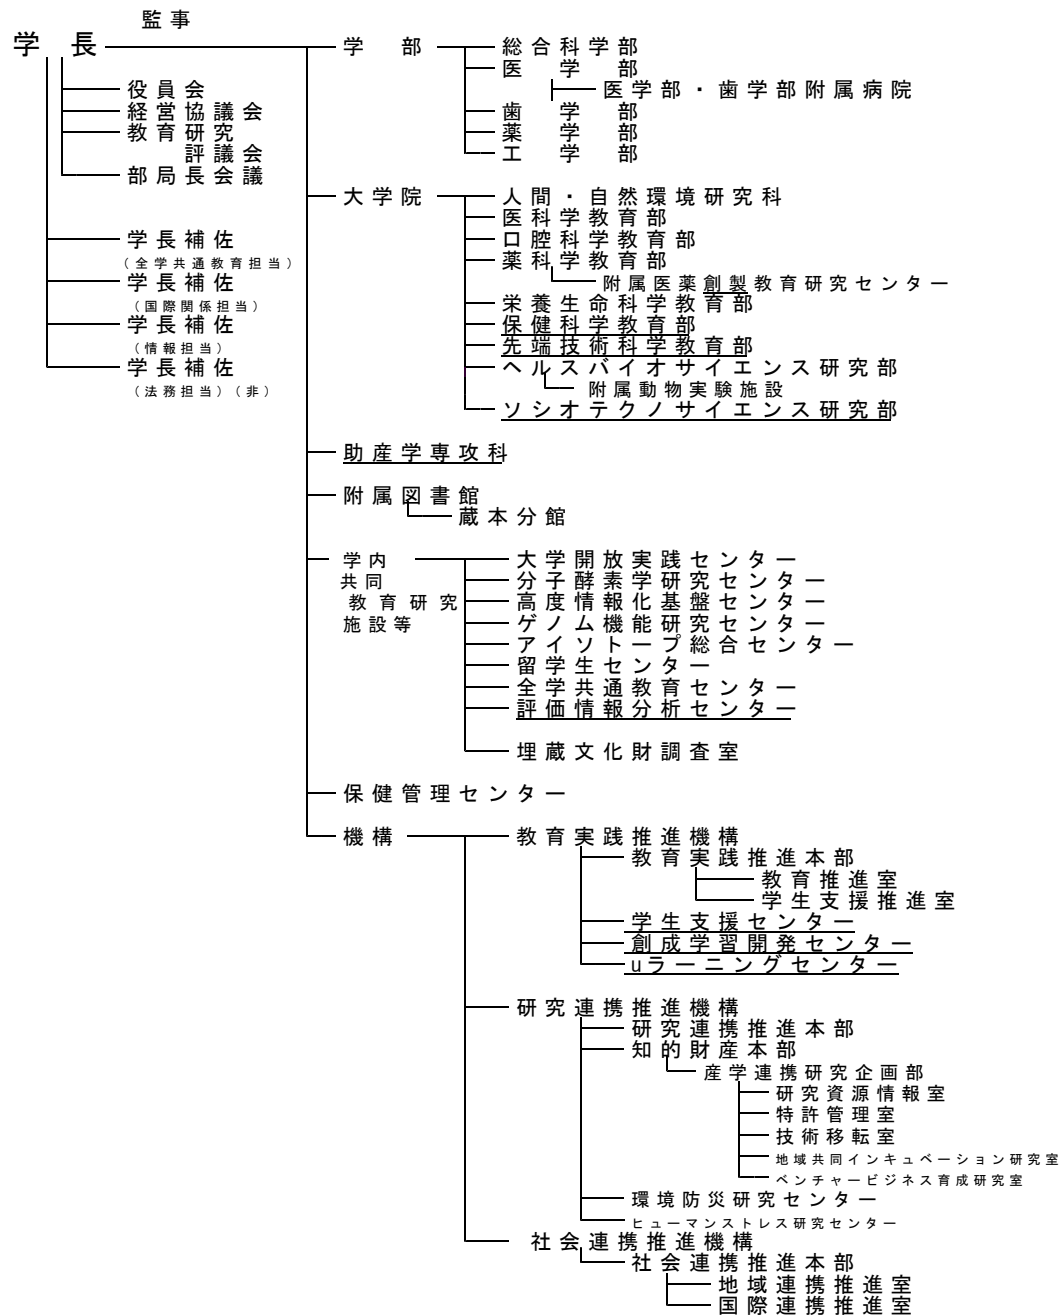 監事
学長
役員会
経営協議会
教育研究
評議会
部局長会議
学長補佐
（全学共通教育担当）
学長補佐
（国際関係担当）
学長補佐
（情報担当）
学長補佐
（法務担当）（非）
学部
総合科学部
医学部
医学部・歯学部附属病院
歯学部
薬学部
工学部
大学院
人間・自然環境研究科
医科学教育部
口腔科学教育部
薬科学教育部
附属医薬創製教育研究センター
栄養生命科学教育部
保健科学教育部
先端技術科学教育部
ヘルスバイオサイエンス研究部
附属動物実験施設
ソシオテクノサイエンス研究部
助産学専攻科
附属図書館
蔵本分館
学内
共同
教育研究
施設等
大学開放実践センター
分子酵素学研究センター
高度情報化基盤センター
ゲノム機能研究センター
アイソトープ総合センター
留学生センター
全学共通教育センター
評価情報分析センター
埋蔵文化財調査室
保健管理センター
機構
教育実践推進機構
教育実践推進本部
教育推進室
学生支援推進室
学生支援センター
創成学習開発センター
uラーニングセンター
研究連携推進機構
研究連携推進本部
知的財産本部
産学連携研究企画部
研究資源情報室
特許管理室
技術移転室
地域共同インキュベーション研究室
ベンチャービジネス育成研究室
環境防災研究センター
ヒューマンストレス研究センター
社会連携推進機構
社会連携推進本部
地域連携推進室
国際連携推進室